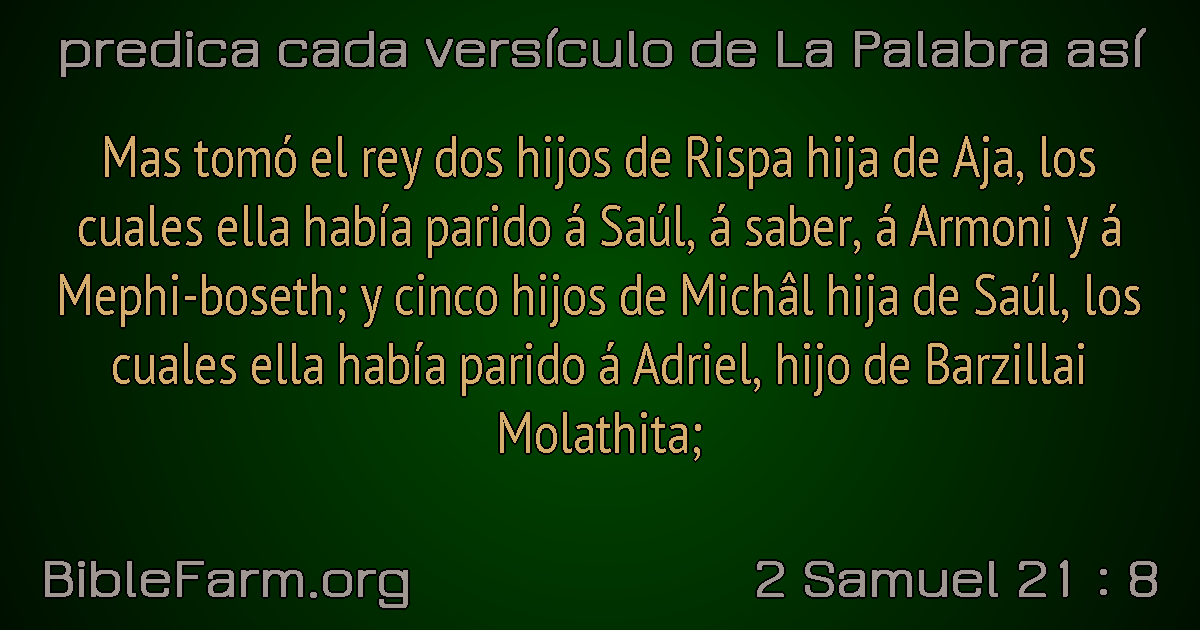 predica cada versículo de La Palabra así
Mas tomó el rey dos hijos de Rispa hija de Aja, los
cuales ella había parido á Saúl, á saber, á Armoni y á
Mephi-boseth; y cinco hijos de Michâl hija de Saúl, los
cuales ella había parido á Adriel, hijo de Barzillai
Molathita;
BibleFarm.org
2 Samuel 21 : 8